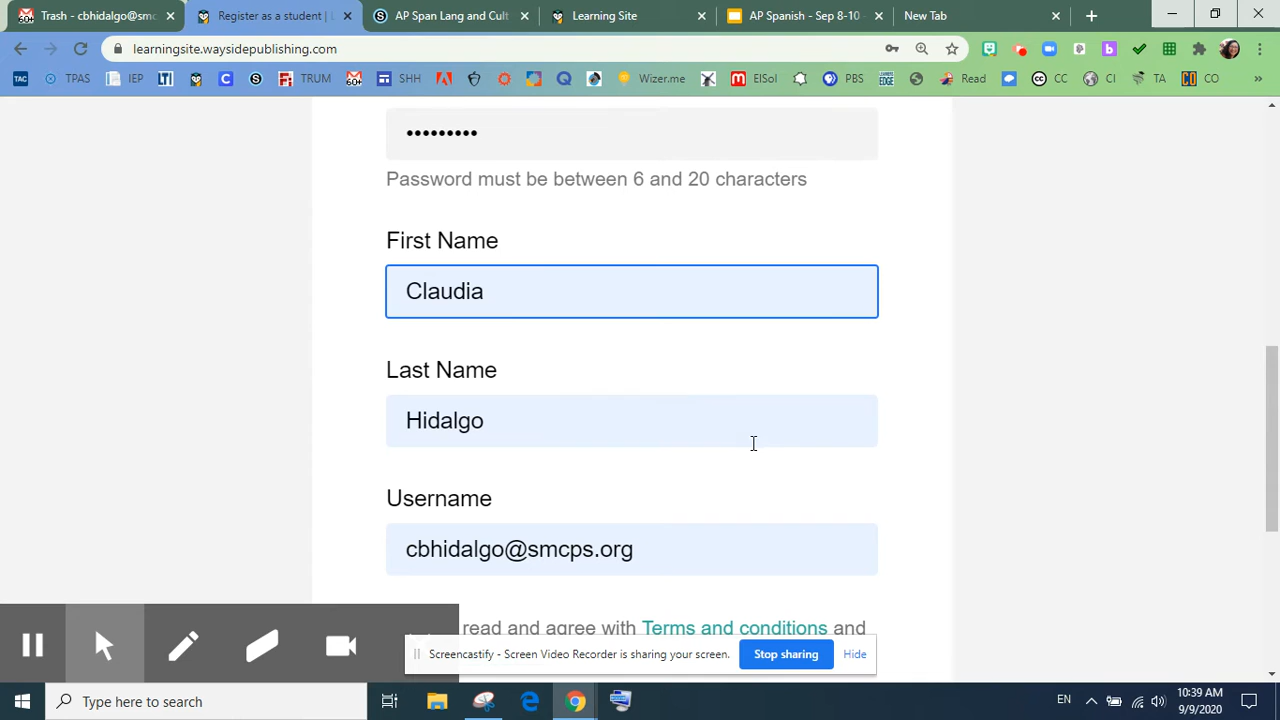 Trash - cbhidalgo@smc
Register as a student |
AP Span Lang and Cult
Learning Site
AP Spanish - Sep 8-10 -
New Tab
learningsite.waysidepublishing.com
TAC TPAS IEP LTI C S TRUM SHH Q Wizer.me M ElSol PBS Read CC CI TA CO »
•••••••••
Password must be between 6 and 20 characters
First Name
Claudia
Last Name
Hidalgo
Username
cbhidalgo@smcps.org
read and agree with Terms and conditions and
Screencastify - Screen Video Recorder is sharing your screen. Stop sharing Hide
Type here to search
EN
10:39 AM
9/9/2020